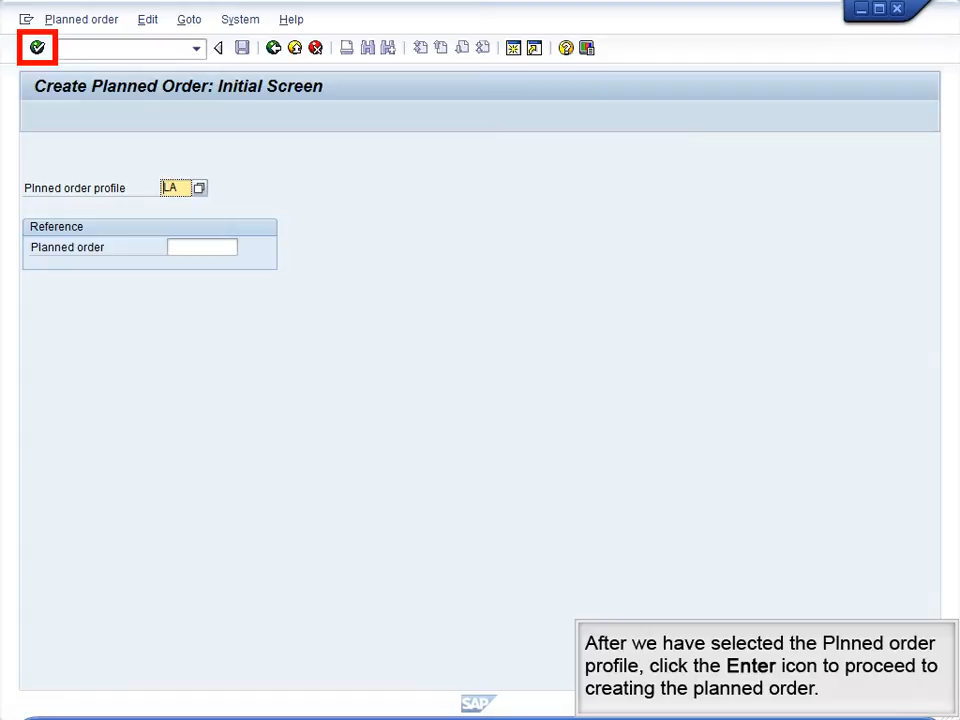 Planned order Edit Goto System Help
Create Planned Order: Initial Screen
Plnned order profile LA
Reference
Planned order
After we have selected the Plnned order
profile, click the Enter icon to proceed to
creating the planned order.
SAP